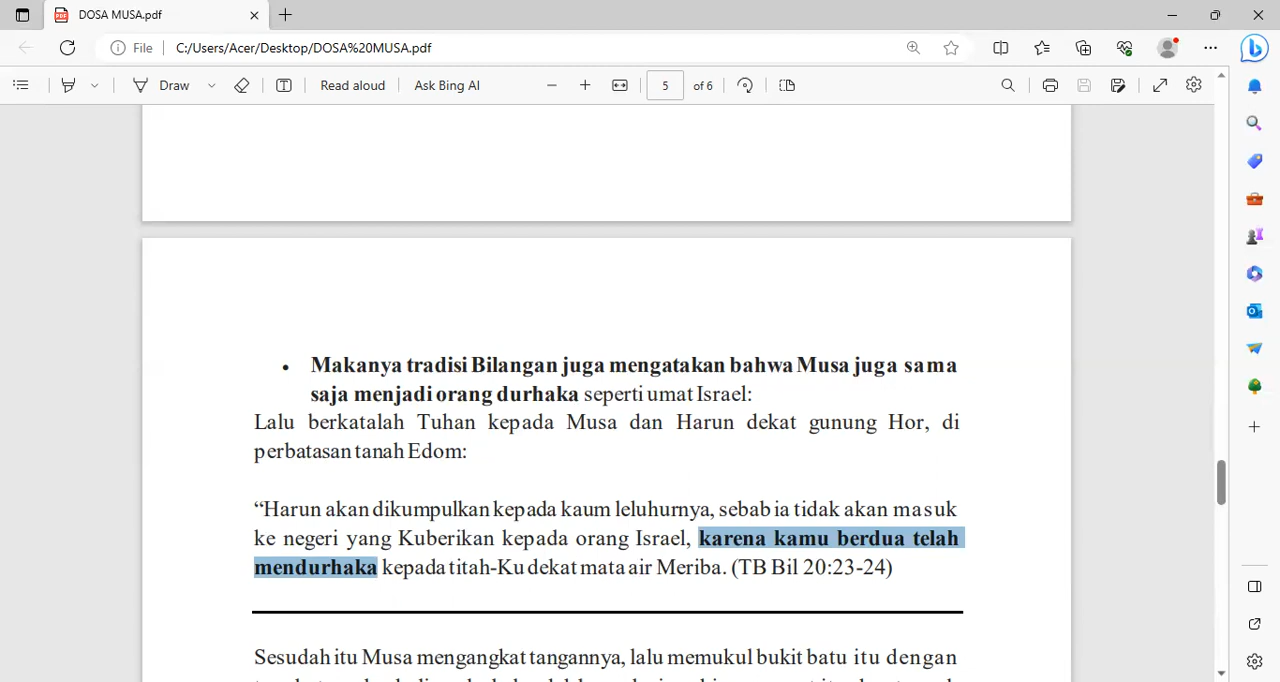 DOSA MUSA.pdf
File
C:/Users/Acer/Desktop/DOSA%20MUSA.pdf
Draw
Read aloud
Ask Bing AI
5 of 6
• Makanya tradisi Bilangan juga mengatakan bahwa Musa juga sama
saja menjadi orang durhaka seperti umat Israel:
Lalu berkatalah Tuhan kepada Musa dan Harun dekat gunung Hor, di
perbatasan tanah Edom:
“Harun akan dikumpulkan kepada kaum leluhurnya, sebab ia tidak akan masuk
ke negeri yang Kuberikan kepada orang Israel, karena kamu berdua telah
mendurhaka kepada titah-Ku dekat mata air Meriba. (TB Bil 20:23-24)
Sesudah itu Musa mengangkat tangannya, lalu memukul bukit batu itu dengan